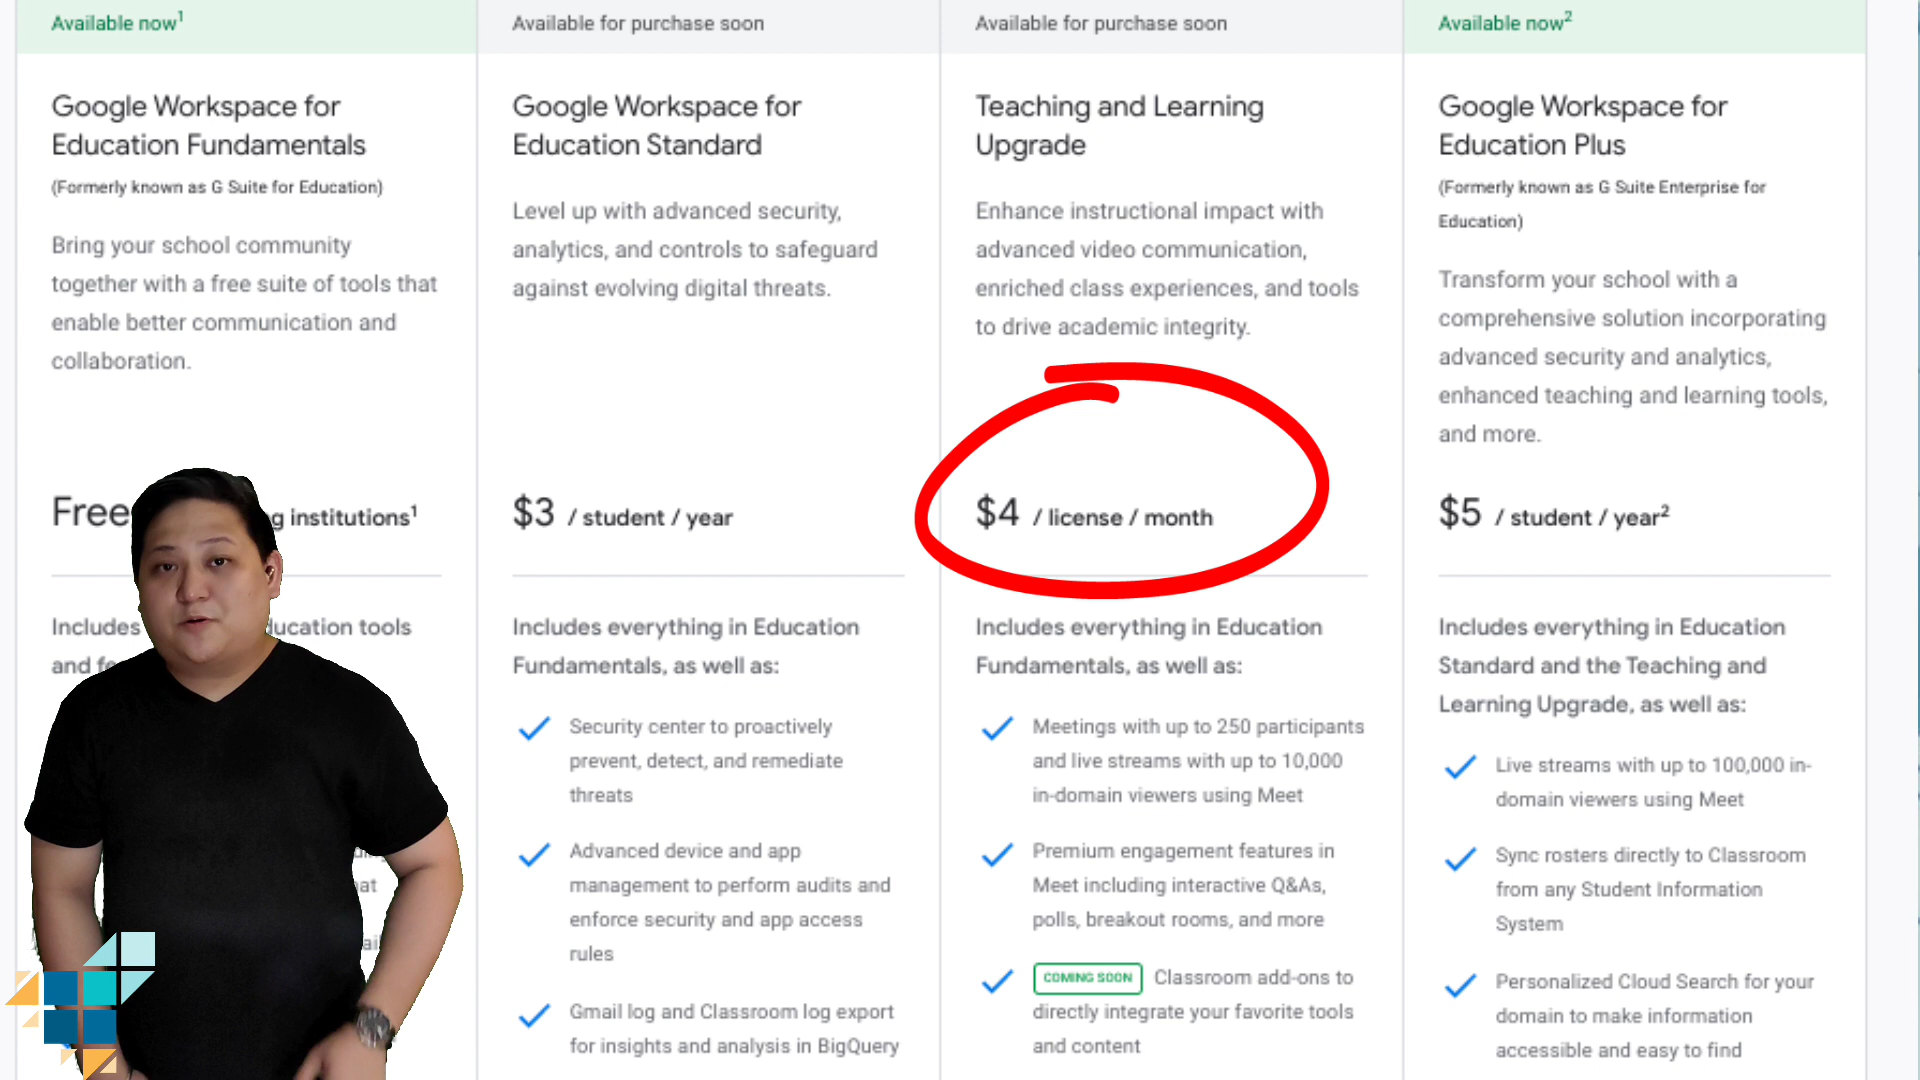 Available now1
Google Workspace for
Education Fundamentals
(Formerly known as G Suite for Education)
Bring your school community
together with a free suite of tools that
enable better communication and
collaboration.
Free
institutions1
Includes
education tools
and
Available for purchase soon
Google Workspace for
Education Standard
Level up with advanced security,
analytics, and controls to safeguard
against evolving digital threats.
$3 / student / year
Includes everything in Education
Fundamentals, as well as:
Security center to proactively
prevent, detect, and remediate
threats
Advanced device and app
management to perform audits and
enforce security and app access
rules
Gmail log and Classroom log export
for insights and analysis in BigQuery
Available for purchase soon
Teaching and Learning
Upgrade
Enhance instructional impact with
advanced video communication,
enriched class experiences, and tools
to drive academic integrity.
$4 / license / month
Includes everything in Education
Fundamentals, as well as:
Meetings with up to 250 participants
and live streams with up to 10,000
in-domain viewers using Meet
Premium engagement features in
Meet including interactive Q&As,
polls, breakout rooms, and more
COMING SOON Classroom add-ons to
directly integrate your favorite tools
and content
Available now2
Google Workspace for
Education Plus
(Formerly known as G Suite Enterprise for
Education)
Transform your school with a
comprehensive solution incorporating
advanced security and analytics,
enhanced teaching and learning tools,
and more.
$5 / student / year2
Includes everything in Education
Standard and the Teaching and
Learning Upgrade, as well as:
Live streams with up to 100,000 in-
domain viewers using Meet
Sync rosters directly to Classroom
from any Student Information
System
Personalized Cloud Search for your
domain to make information
accessible and easy to find